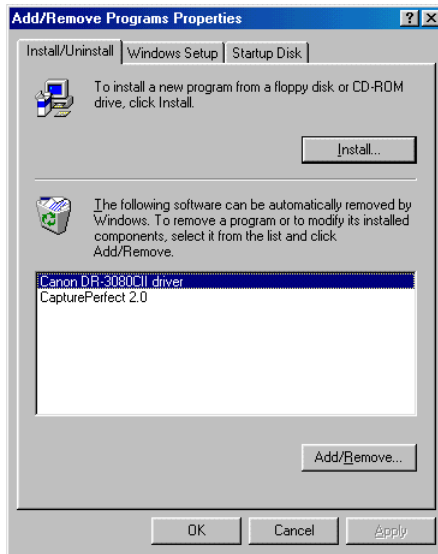 Add/Remove Programs Properties
Install/Uninstall Windows Setup Startup Disk
To install a new program from a floppy disk or CD-ROM
drive, click Install.
Install...
The following software can be automatically removed by
Windows. To remove a program or to modify its installed
components, select it from the list and click
Add/Remove.
Canon DR-3080CII driver
CapturePerfect 2.0
Add/Remove...
OK Cancel Apply